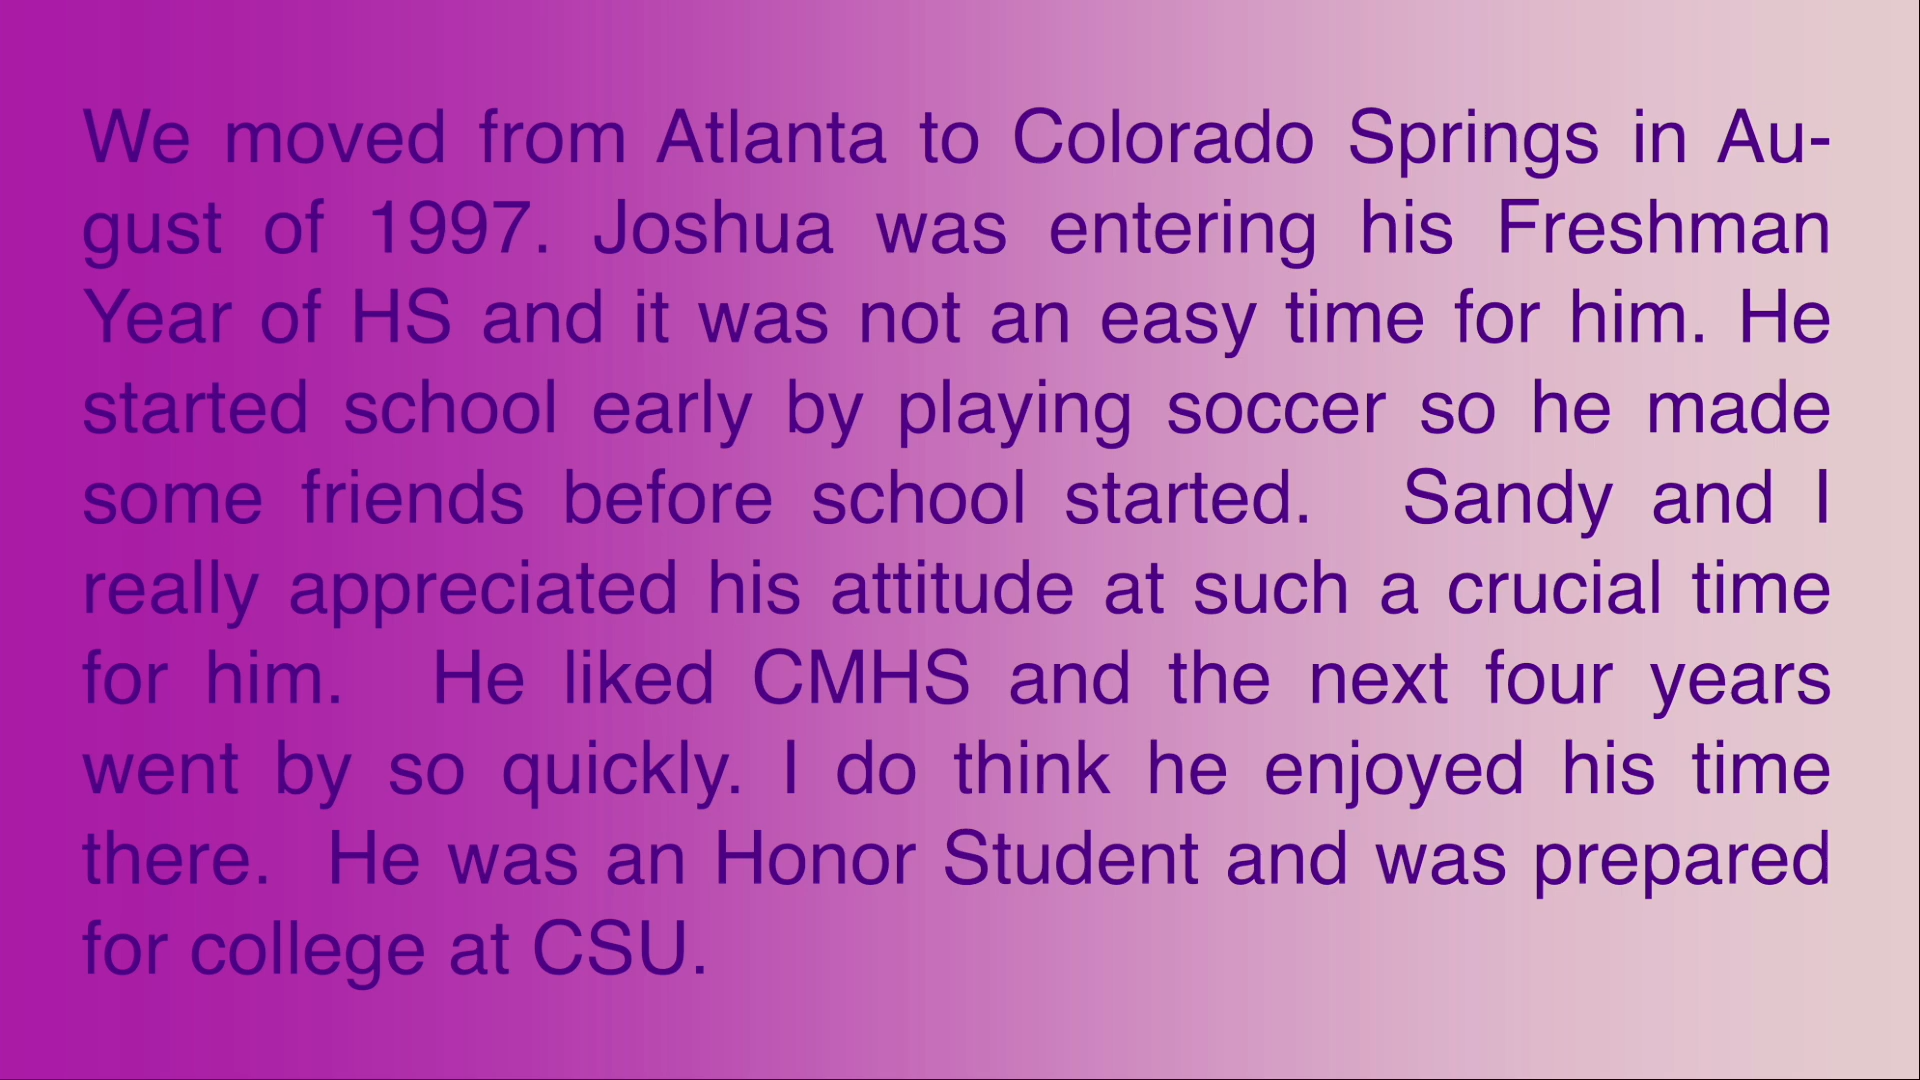 We moved from Atlanta to Colorado Springs in Au-
gust of 1997. Joshua was entering his Freshman
Year of HS and it was not an easy time for him. He
started school early by playing soccer so he made
some friends before school started.  Sandy and I
really appreciated his attitude at such a crucial time
for him.  He liked CMHS and the next four years
went by so quickly. I do think he enjoyed his time
there.  He was an Honor Student and was prepared
for college at CSU.